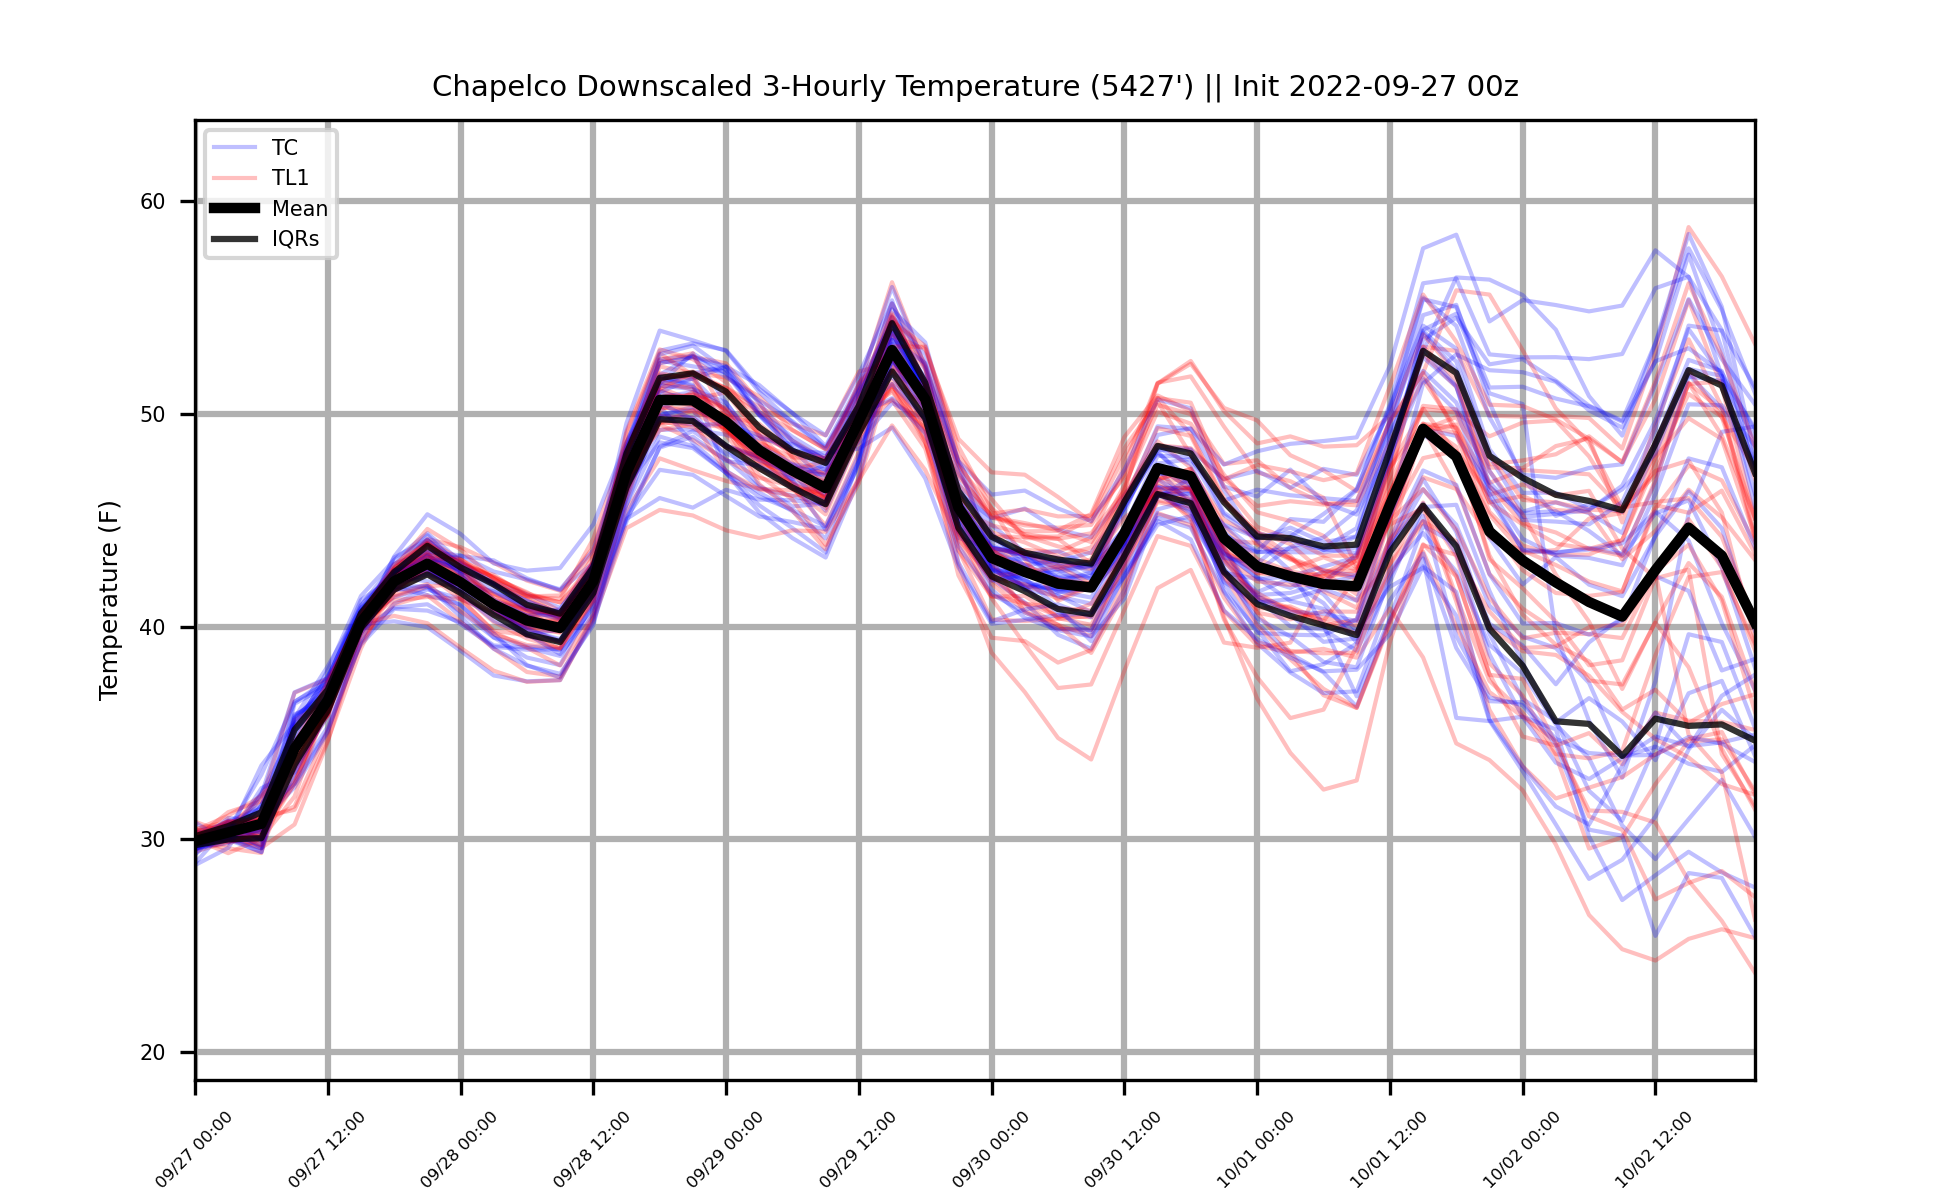 Chapelco Downscaled 3-Hourly Temperature (5427') || Init 2022-09-27 00z
TC
TL1
Mean
IQRs
Temperature (F)
60
50
40
30
20
09/27 00:00
09/27 12:00
09/28 00:00
09/28 12:00
09/29 00:00
09/29 12:00
09/30 00:00
09/30 12:00
10/01 00:00
10/01 12:00
10/02 00:00
10/02 12:00